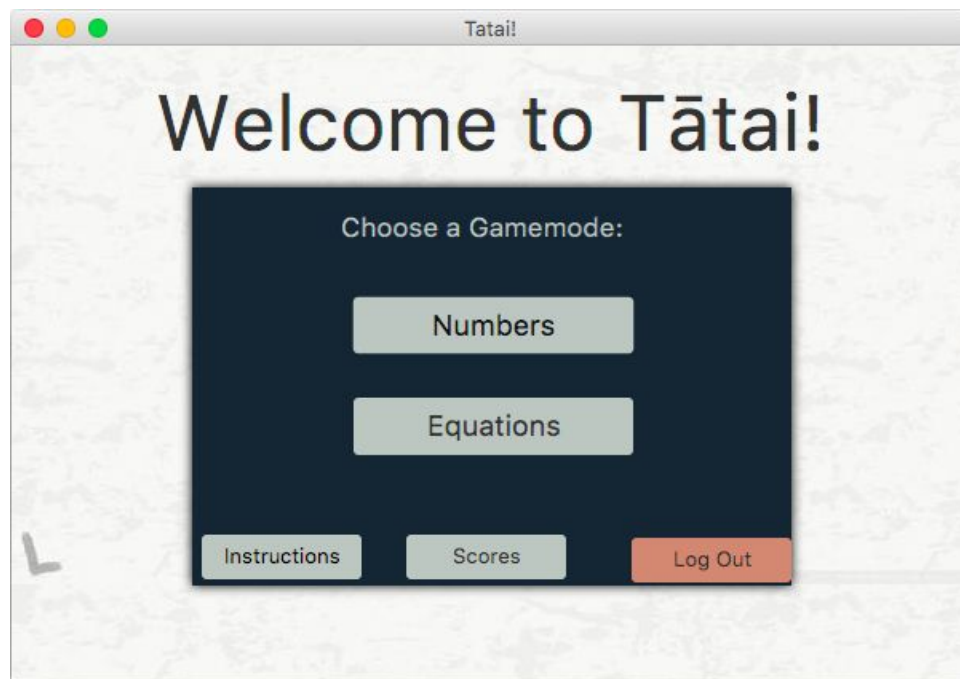 Tatai!
Welcome to Tātai!
Choose a Gamemode:
Numbers
Equations
Instructions Scores Log Out